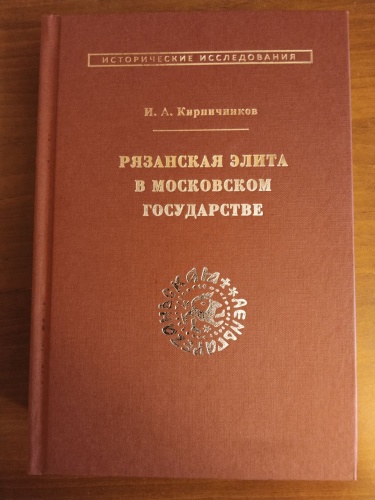 ИСТОРИЧЕСКИЕ ИССЛЕДОВАНИЯ
И. А. Кирпичников
РЯЗАНСКАЯ ЭЛИТА
В МОСКОВСКОМ
ГОСУДАРСТВЕ